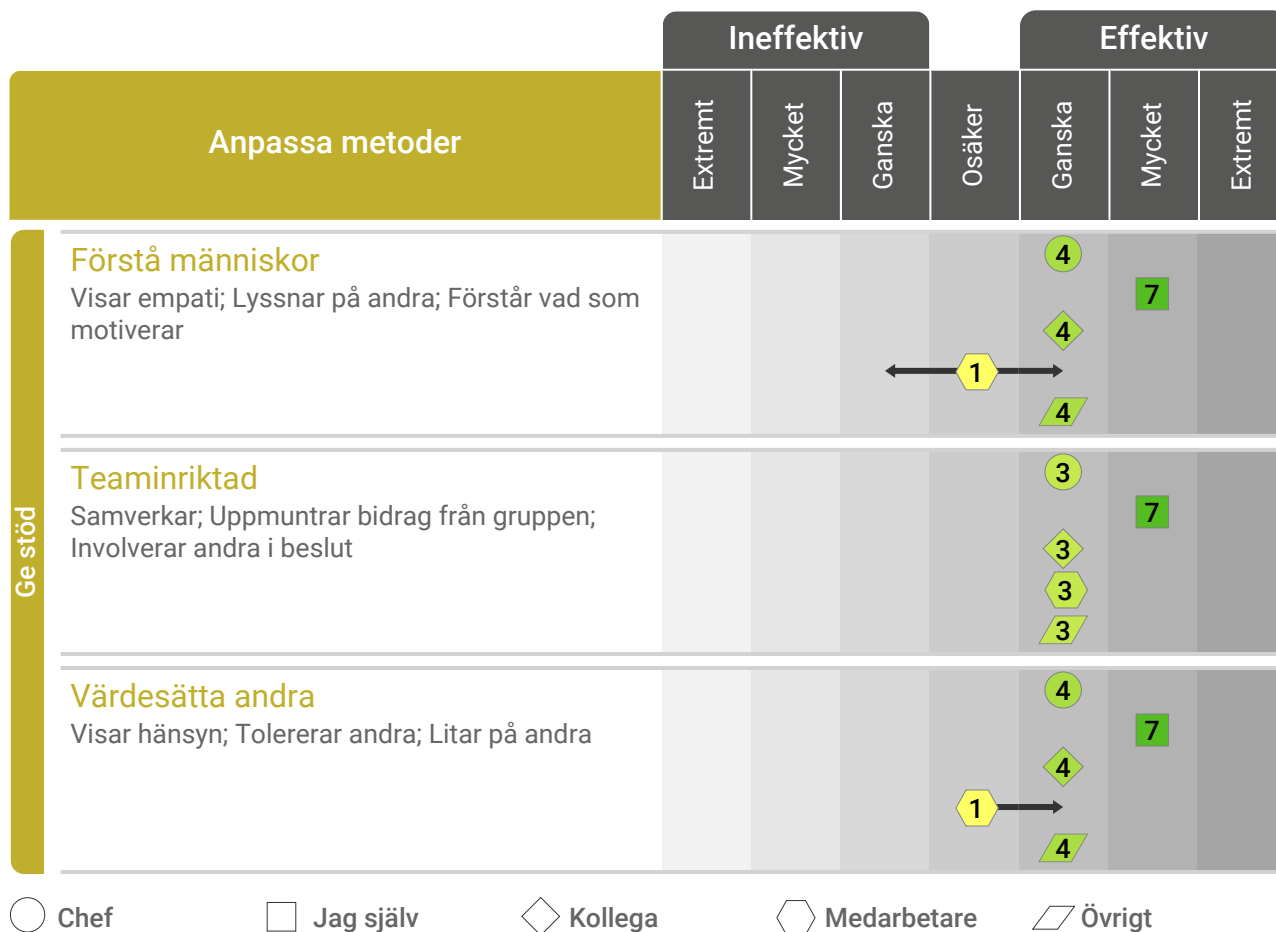 Ineffektiv
Effektiv
Anpassa metoder
Extremt
Mycket
Ganska
Osäker
Ganska
Mycket
Extremt
Ge stöd
Förstå människor
Visar empati; Lyssnar på andra; Förstår vad som
motiverar
4
7
4
1
4
Teaminriktad
Samverkar; Uppmuntrar bidrag från gruppen;
Involverar andra i beslut
3
7
3
3
3
Värdesätta andra
Visar hänsyn; Tolererar andra; Litar på andra
4
7
4
1
4
Chef
Jag själv
Kollega
Medarbetare
Övrigt